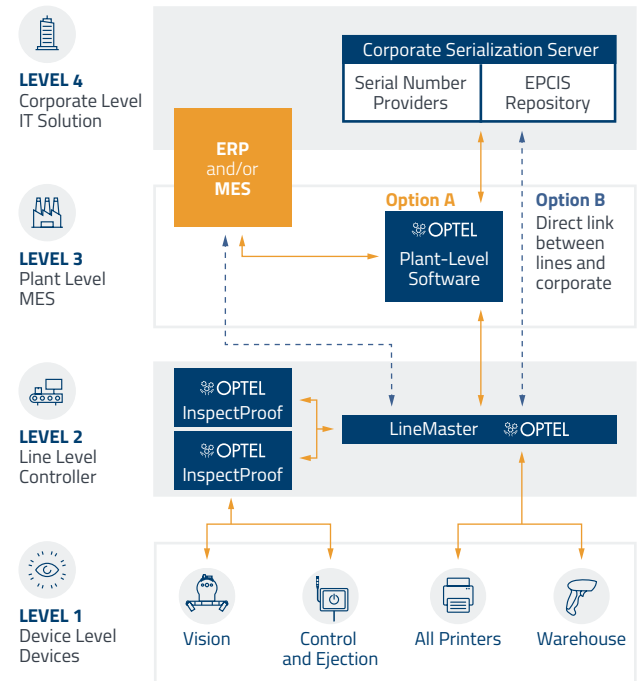 LEVEL 4
Corporate Level
IT Solution
Corporate Serialization Server
Serial Number
Providers
EPCIS
Repository
ERP
and/or
MES
LEVEL 3
Plant Level
MES
Option A
OPTEL
Plant-Level
Software
Option B
Direct link
between
lines and
corporate
LEVEL 2
Line Level
Controller
OPTEL
InspectProof
OPTEL
InspectProof
LineMaster OPTEL
LEVEL 1
Device Level
Devices
Vision
Control
and Ejection
All Printers
Warehouse